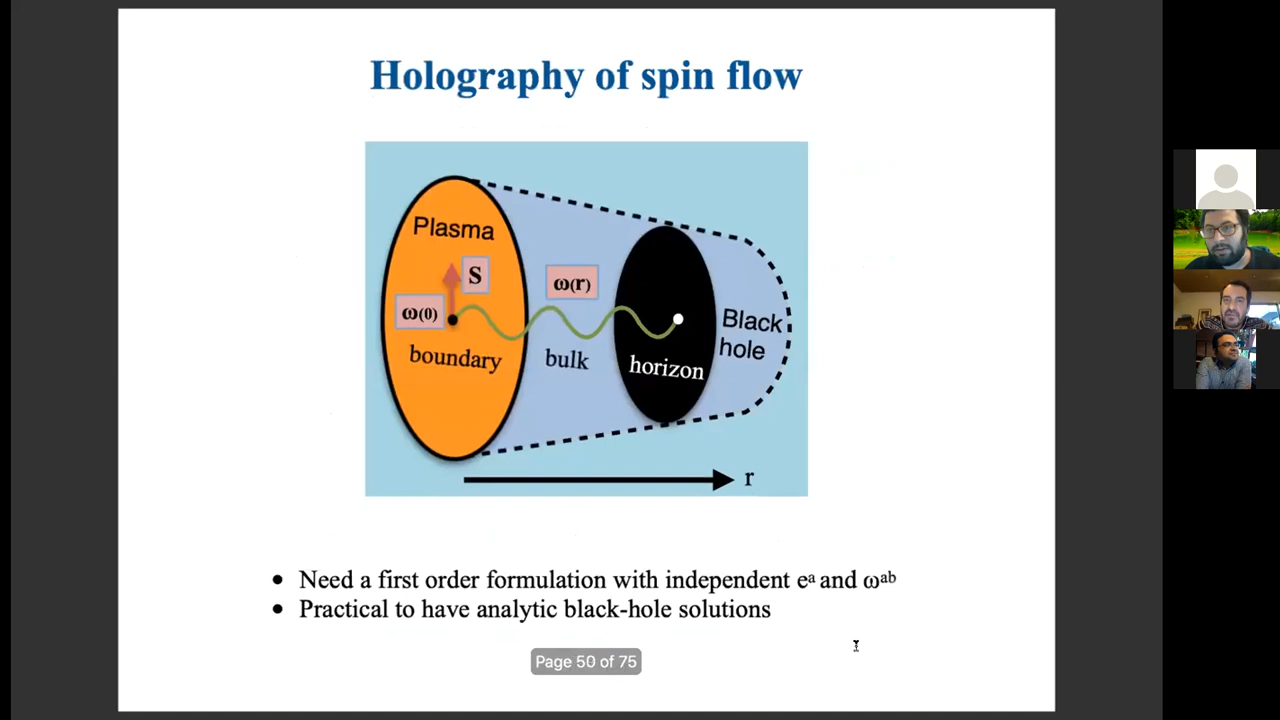 Holography of spin flow
Plasma
S
ω(r)
ω(0)
boundary
bulk
horizon
Black
hole
r
• Need a first order formulation with independent eᵃ and ωᵃᵇ
• Practical to have analytic black-hole solutions
Page 50 of 75